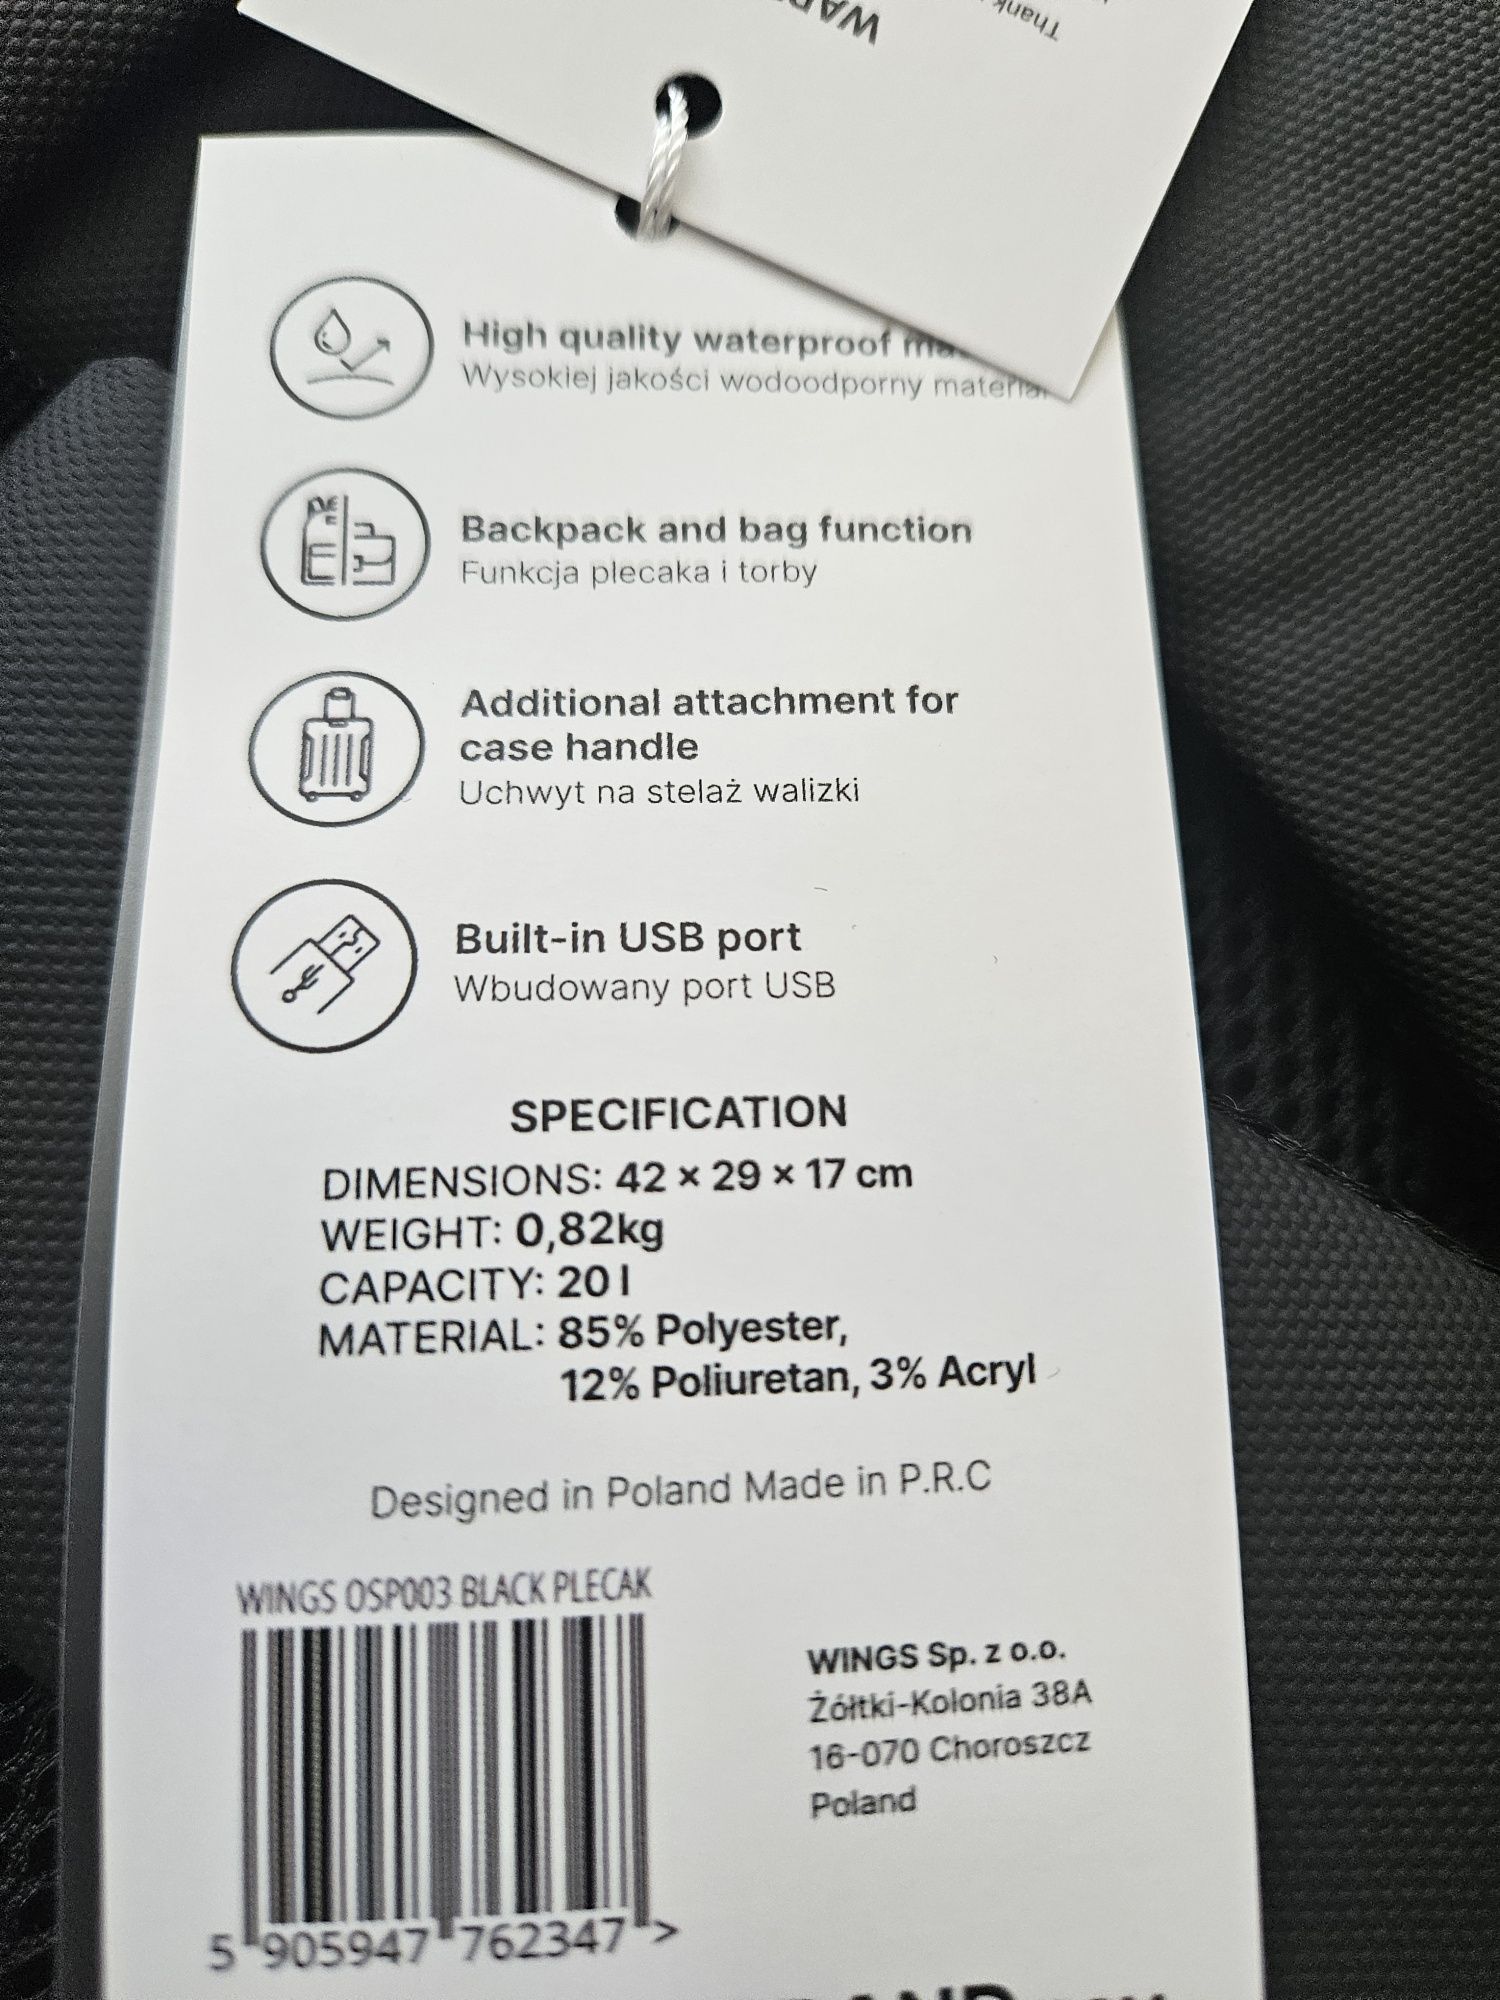 High quality waterproof
Wysokiej jakości wodoodporny materiał
Backpack and bag function
Funkcja plecaka i torby
Additional attachment for
case handle
Uchwyt na stelaż walizki
Built-in USB port
Wbudowany port USB
SPECIFICATION
DIMENSIONS: 42 × 29 × 17 cm
WEIGHT: 0,82kg
CAPACITY: 20 l
MATERIAL: 85% Polyester,
12% Poliuretan, 3% Acryl
Designed in Poland Made in P.R.C
WINGS OSP003 BLACK PLECAK
5 905947 762347 >
WINGS Sp. z o.o.
Żółtki-Kolonia 38A
16-070 Choroszcz
Poland